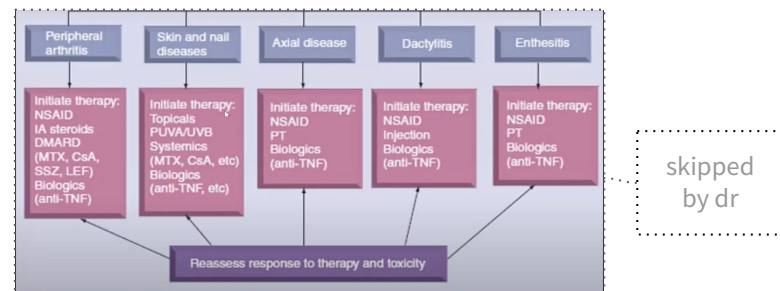 Peripheral
arthritis
Skin and nail
diseases
Axial disease
Dactylitis
Enthesitis
Initiate therapy:
NSAID
IA steroids
DMARD
(MTX, CsA,
SSZ, LEF)
Biologics
(anti-TNF)
Initiate therapy:
Topicals
PUVA/UVB
Systemics
(MTX, CsA, etc)
Biologics
(anti-TNF, etc)
Initiate therapy:
NSAID
PT
Biologics
(anti-TNF)
Initiate therapy:
NSAID
Injection
Biologics
(anti-TNF)
Initiate therapy:
NSAID
PT
Biologics
(anti-TNF)
Reassess response to therapy and toxicity
skipped
by dr